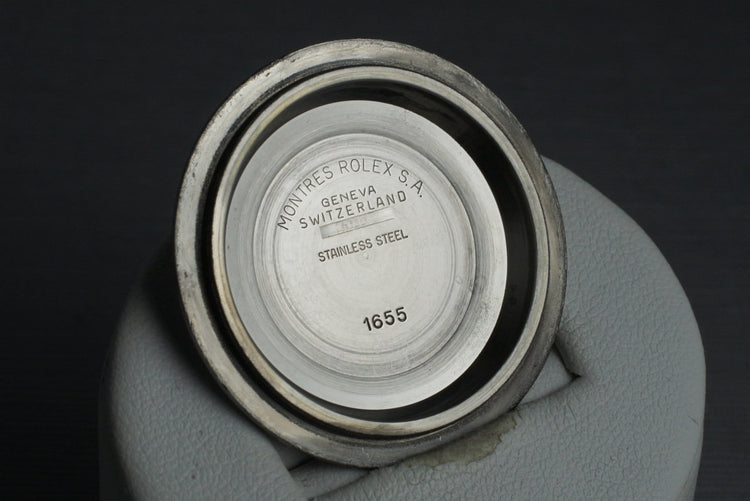 MONTRES ROLEX S.A.
GENEVA
SWITZERLAND
STAINLESS STEEL
1655